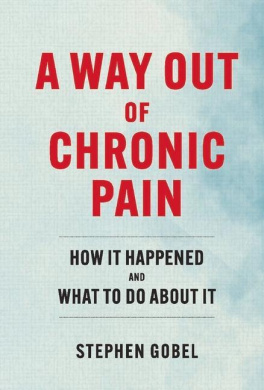 A WAY OUT
OF
CHRONIC
PAIN
HOW IT HAPPENED
AND
WHAT TO DO ABOUT IT
STEPHEN GOBEL